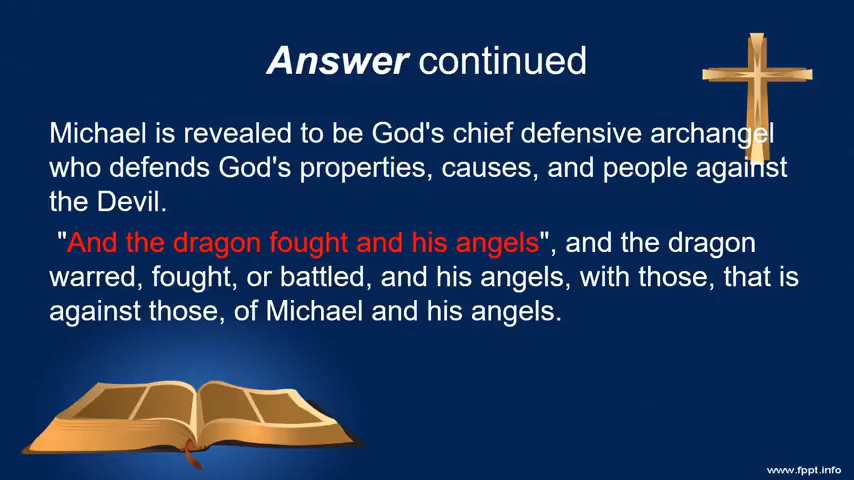 Answer continued
Michael is revealed to be God's chief defensive archangel
who defends God's properties, causes, and people against
the Devil.
"And the dragon fought and his angels", and the dragon
warred, fought, or battled, and his angels, with those, that is
against those, of Michael and his angels.
www.fppt.info